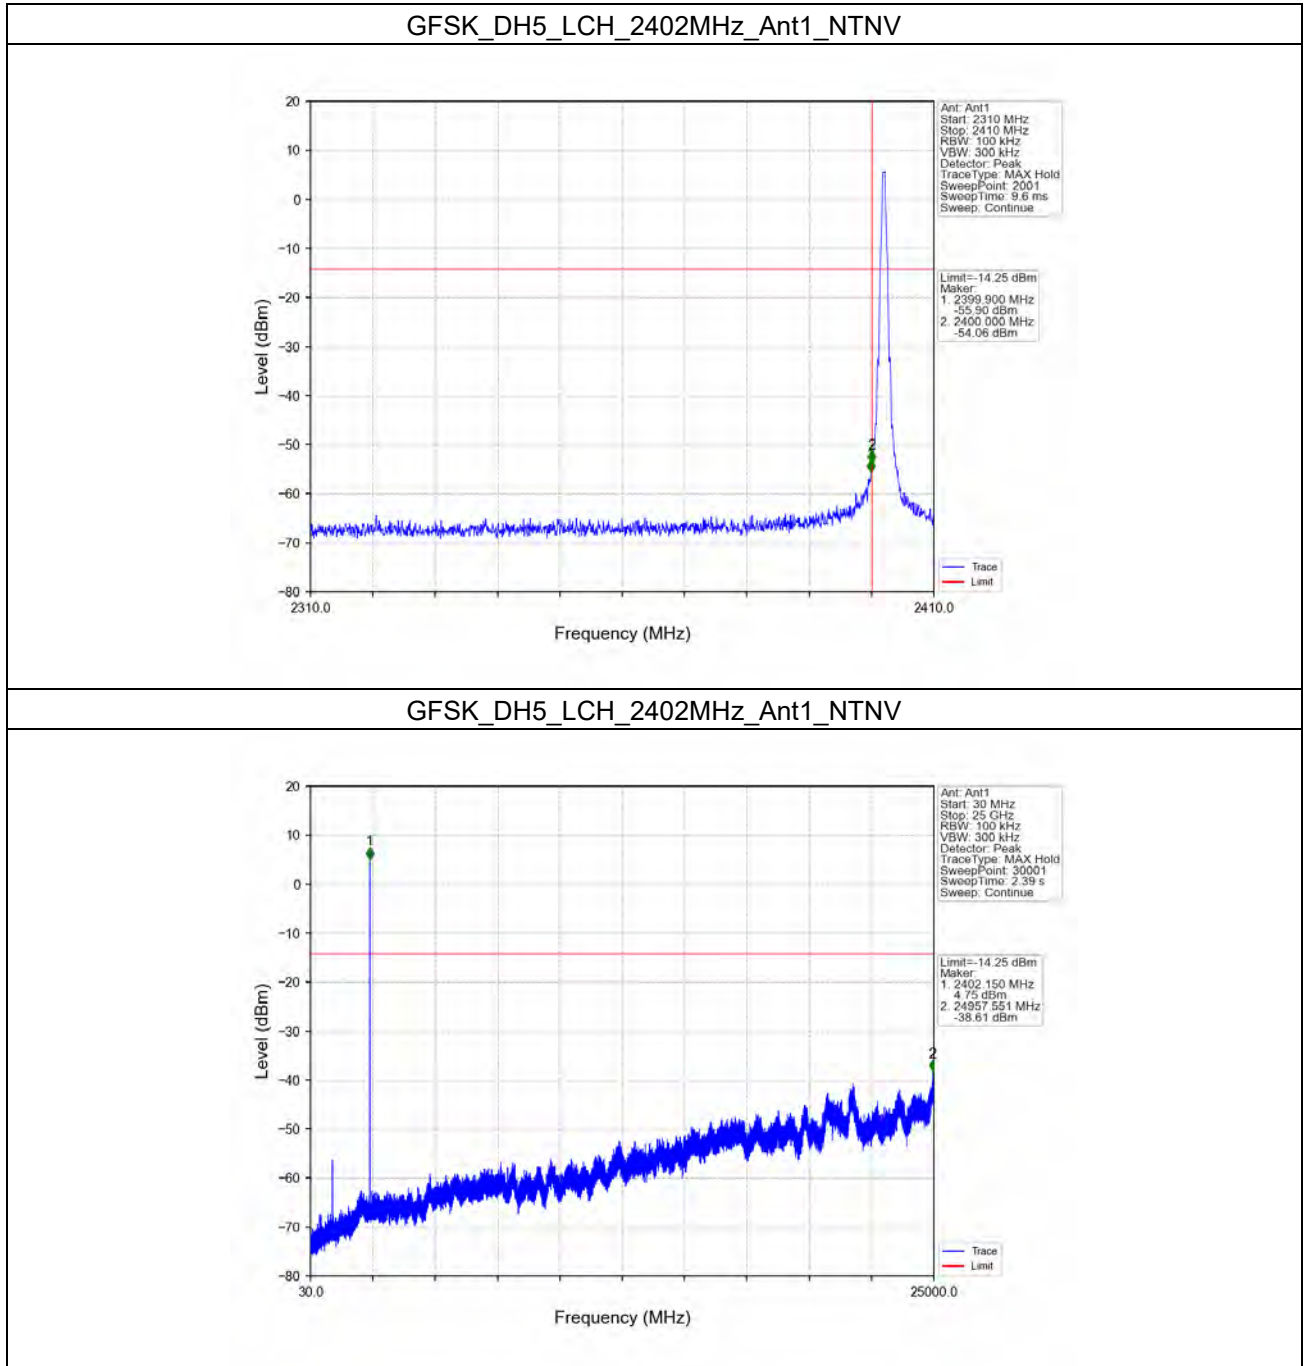 GFSK_DH5_LCH_2402MHz_Ant1_NTNV
20
10
0
−10
−20
−30
−40
−50
−60
−70
−80
Level (dBm)
2
2310.0
2410.0
Frequency (MHz)
Ant: Ant1
Start: 2310 MHz
Stop: 2410 MHz
RBW: 100 kHz
VBW: 300 kHz
Detector: Peak
TraceType: MAX Hold
SweepPoint: 2001
SweepTime: 9.6 ms
Sweep: Continue
Limit=-14.25 dBm
Maker:
1. 2399.900 MHz
-55.90 dBm
2. 2400.000 MHz
-54.06 dBm
Trace
Limit
GFSK_DH5_LCH_2402MHz_Ant1_NTNV
20
10
0
−10
−20
−30
−40
−50
−60
−70
−80
Level (dBm)
1
2
30.0
25000.0
Frequency (MHz)
Ant: Ant1
Start: 30 MHz
Stop: 25 GHz
RBW: 100 kHz
VBW: 300 kHz
Detector: Peak
TraceType: MAX Hold
SweepPoint: 30001
SweepTime: 2.39 s
Sweep: Continue
Limit=-14.25 dBm
Maker:
1. 2402.150 MHz
4.75 dBm
2. 24957.551 MHz
-38.61 dBm
Trace
Limit